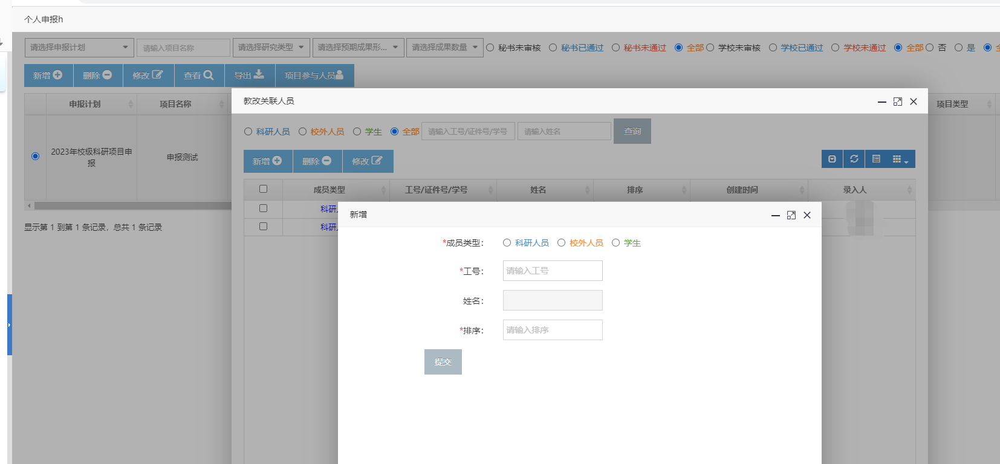 个人申报h
请选择申报计划 请输入项目名称 请选择研究类型 请选择预期成果形... 请选择成果数量 秘书未审核 秘书已通过 秘书未通过 全部 学校未审核 学校已通过 学校未通过 全部 否 是
新增 删除 修改 查看 导出 项目参与人员
申报计划 项目名称 项目类型
2023年校级科研项目申
报
申报测试
显示第 1 到第 1 条记录，总共 1 条记录
教改关联人员
科研人员 校外人员 学生 全部 请输入工号/证件号/学号 请输入姓名 查询
新增 删除 修改
成员类型 工号/证件号/学号 姓名 排序 创建时间 录入人
科研
科研
新增
*成员类型： 科研人员 校外人员 学生
*工号： 请输入工号
姓名：
*排序： 请输入排序
提交